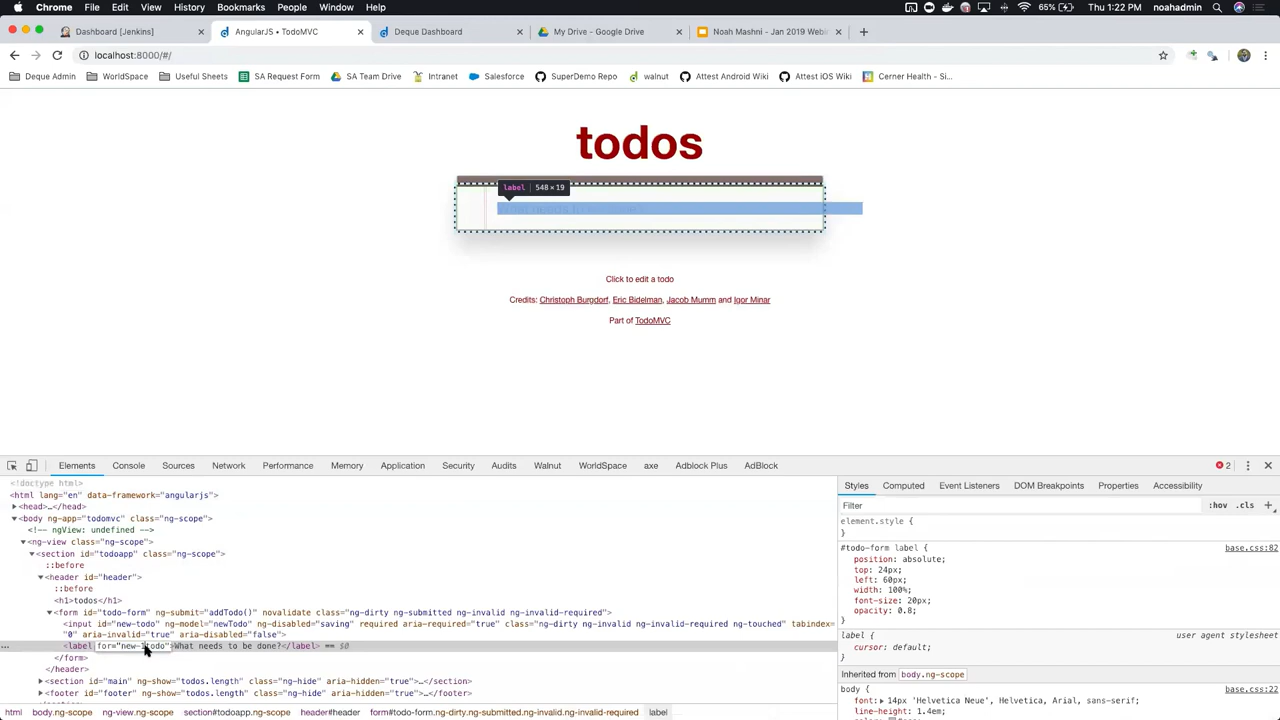 Chrome File Edit View History Bookmarks People Window Help 65% Thu 1:22 PM noahadmin
Dashboard [Jenkins] AngularJS • TodoMVC Deque Dashboard My Drive - Google Drive Noah Mashni - Jan 2019 Webi
localhost:8000/#/
Deque Admin WorldSpace Useful Sheets SA Request Form SA Team Drive Intranet Salesforce SuperDemo Repo walnut Attest Android Wiki Attest iOS Wiki Cerner Health - Si...
todos
label 548 × 19
Click to edit a todo
Credits: Christoph Burgdorf, Eric Bidelman, Jacob Mumm and Igor Minar
Part of TodoMVC
Elements Console Sources Network Performance Memory Application Security Audits Walnut WorldSpace axe Adblock Plus AdBlock 2
<!doctype html>
<html lang="en" data-framework="angularjs">
<head>…</head>
<body ng-app="todomvc" class="ng-scope">
<!-- ngView: undefined -->
<ng-view class="ng-scope">
<section id="todoapp" class="ng-scope">
::before
<header id="header">
::before
<h1>todos</h1>
<form id="todo-form" ng-submit="addTodo()" novalidate class="ng-dirty ng-submitted ng-invalid ng-invalid-required">
<input id="new-todo" ng-model="newTodo" ng-disabled="saving" required aria-required="true" class="ng-dirty ng-invalid ng-invalid-required ng-touched" tabindex=
"0" aria-invalid="true" aria-disabled="false">
<label for="new- todo">What needs to be done?</label> == $0
</form>
</header>
<section id="main" ng-show="todos.length" class="ng-hide" aria-hidden="true">…</section>
<footer id="footer" ng-show="todos.length" class="ng-hide" aria-hidden="true">…</footer>
html body.ng-scope ng-view.ng-scope section#todoapp.ng-scope header#header form#todo-form.ng-dirty.ng-submitted.ng-invalid.ng-invalid-required label
Styles Computed Event Listeners DOM Breakpoints Properties Accessibility
Filter :hov .cls +
element.style {
}
#todo-form label { base.css:82
position: absolute;
top: 24px;
left: 60px;
width: 100%;
font-size: 20px;
opacity: 0.8;
}
label { user agent stylesheet
cursor: default;
}
Inherited from body.ng-scope
body { base.css:22
font: 14px 'Helvetica Neue', Helvetica, Arial, sans-serif;
line-height: 1.4em;